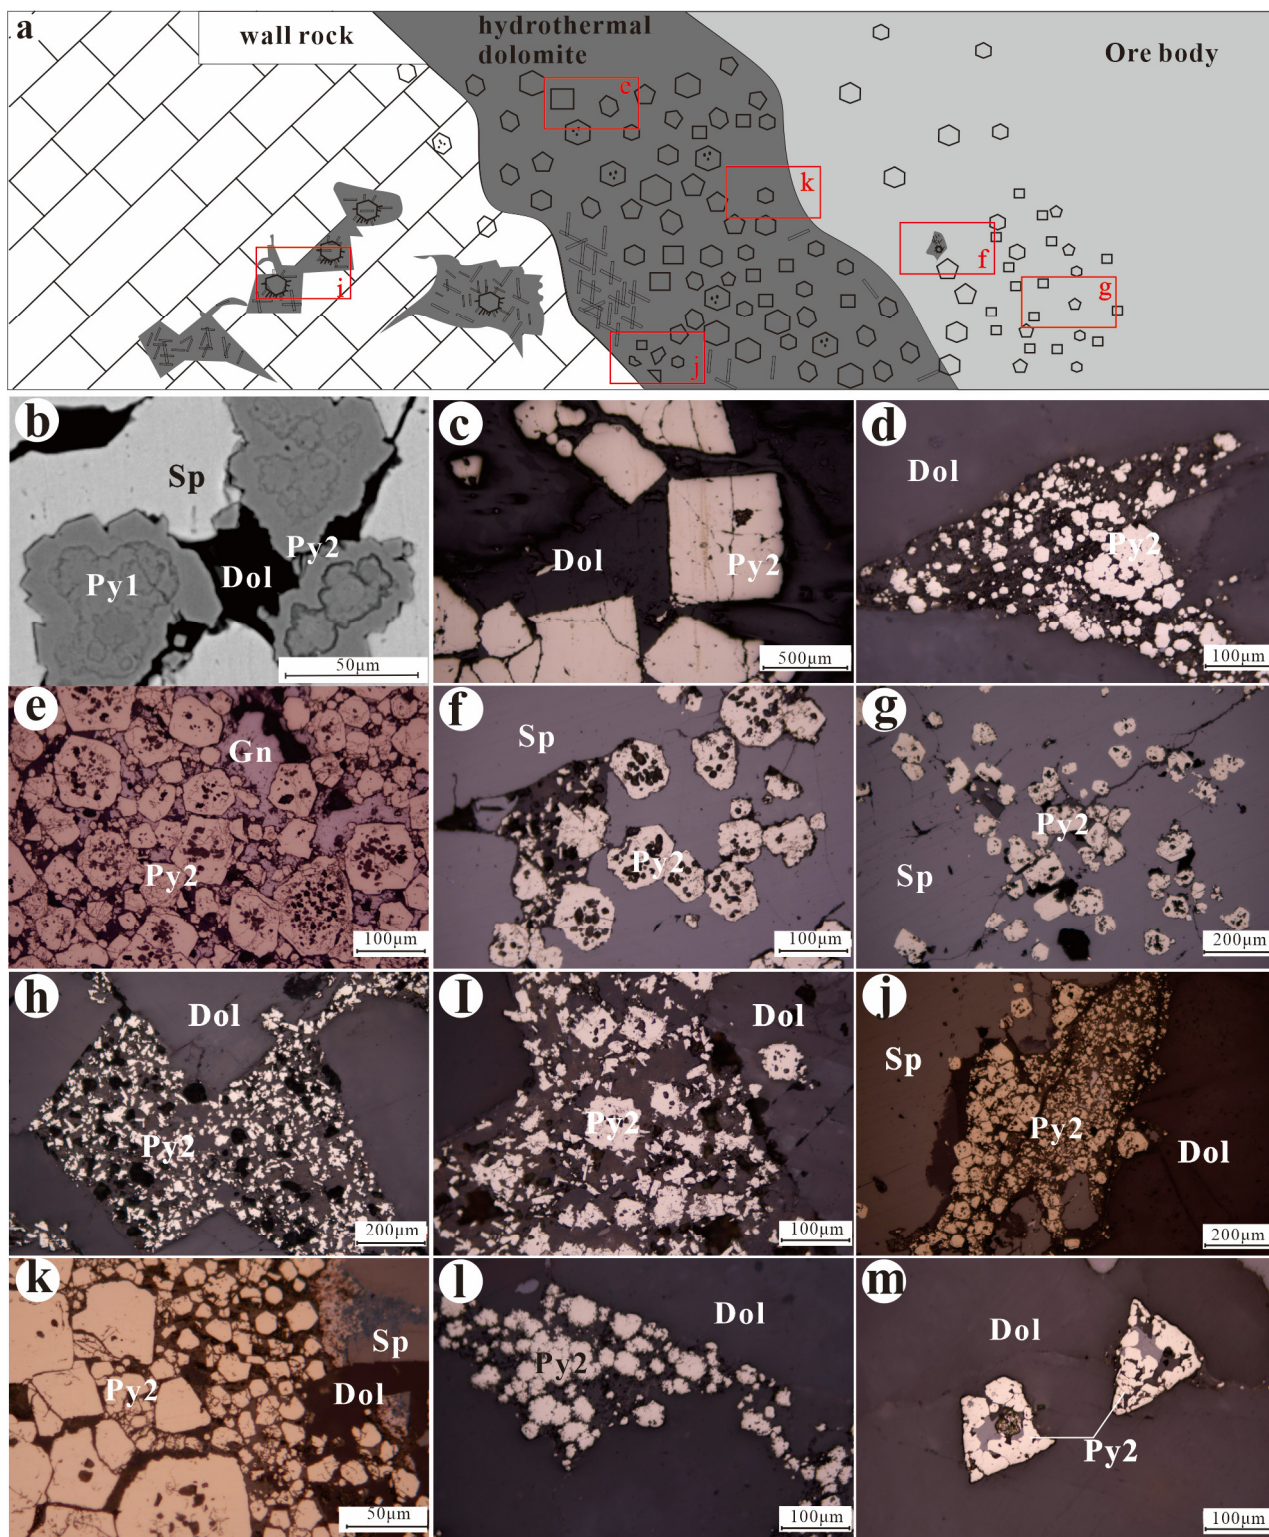 a
wall rock
hydrothermal
dolomite
Ore body
e
k
f
g
i
j
b
Sp
Py2
Py1
Dol
50μm
c
Dol
Py2
500μm
d
Dol
Py2
100μm
e
Gn
Py2
100μm
f
Sp
Py2
100μm
g
Py2
Sp
200μm
h
Dol
Py2
200μm
I
Dol
Py2
100μm
j
Sp
Py2
Dol
200μm
k
Sp
Py2
Dol
50μm
l
Dol
Py2
100μm
m
Dol
Py2
100μm